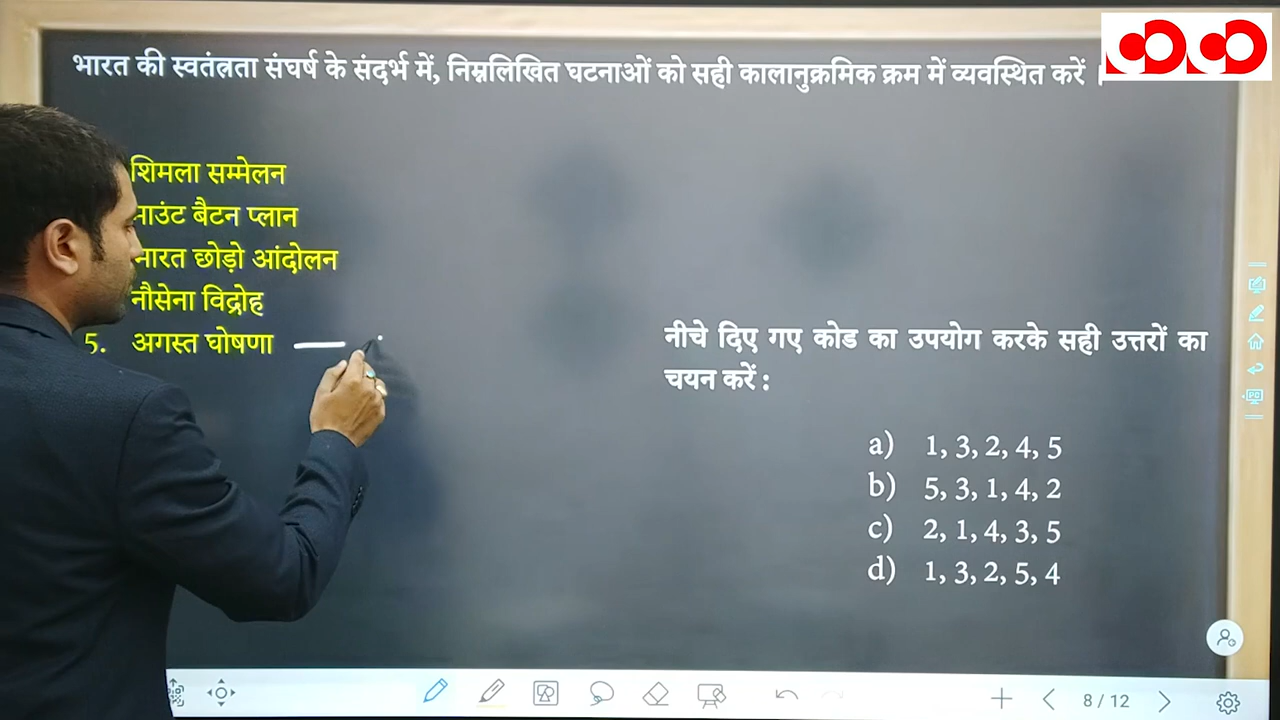 भारत की स्वतंत्रता संघर्ष के संदर्भ में, निम्नलिखित घटनाओं को सही कालानुक्रमिक क्रम में व्यवस्थित करें ।
शिमला सम्मेलन
माउंट बैटन प्लान
भारत छोड़ो आंदोलन
नौसेना विद्रोह
5. अगस्त घोषणा
नीचे दिए गए कोड का उपयोग करके सही उत्तरों का
चयन करें :
a) 1, 3, 2, 4, 5
b) 5, 3, 1, 4, 2
c) 2, 1, 4, 3, 5
d) 1, 3, 2, 5, 4
8 / 12